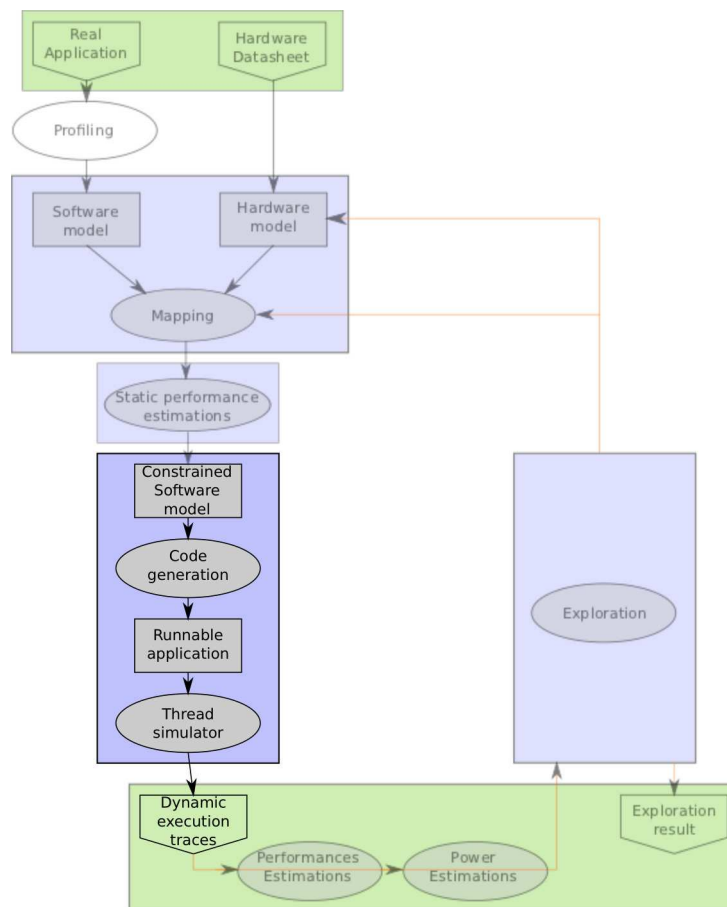 Real
Application
Hardware
Datasheet
Profiling
Software
model
Hardware
model
Mapping
Static performance
estimations
Constrained
Software
model
Code
generation
Exploration
Runnable
application
Thread
simulator
Dynamic
execution
traces
Exploration
result
Performances
Estimations
Power
Estimations